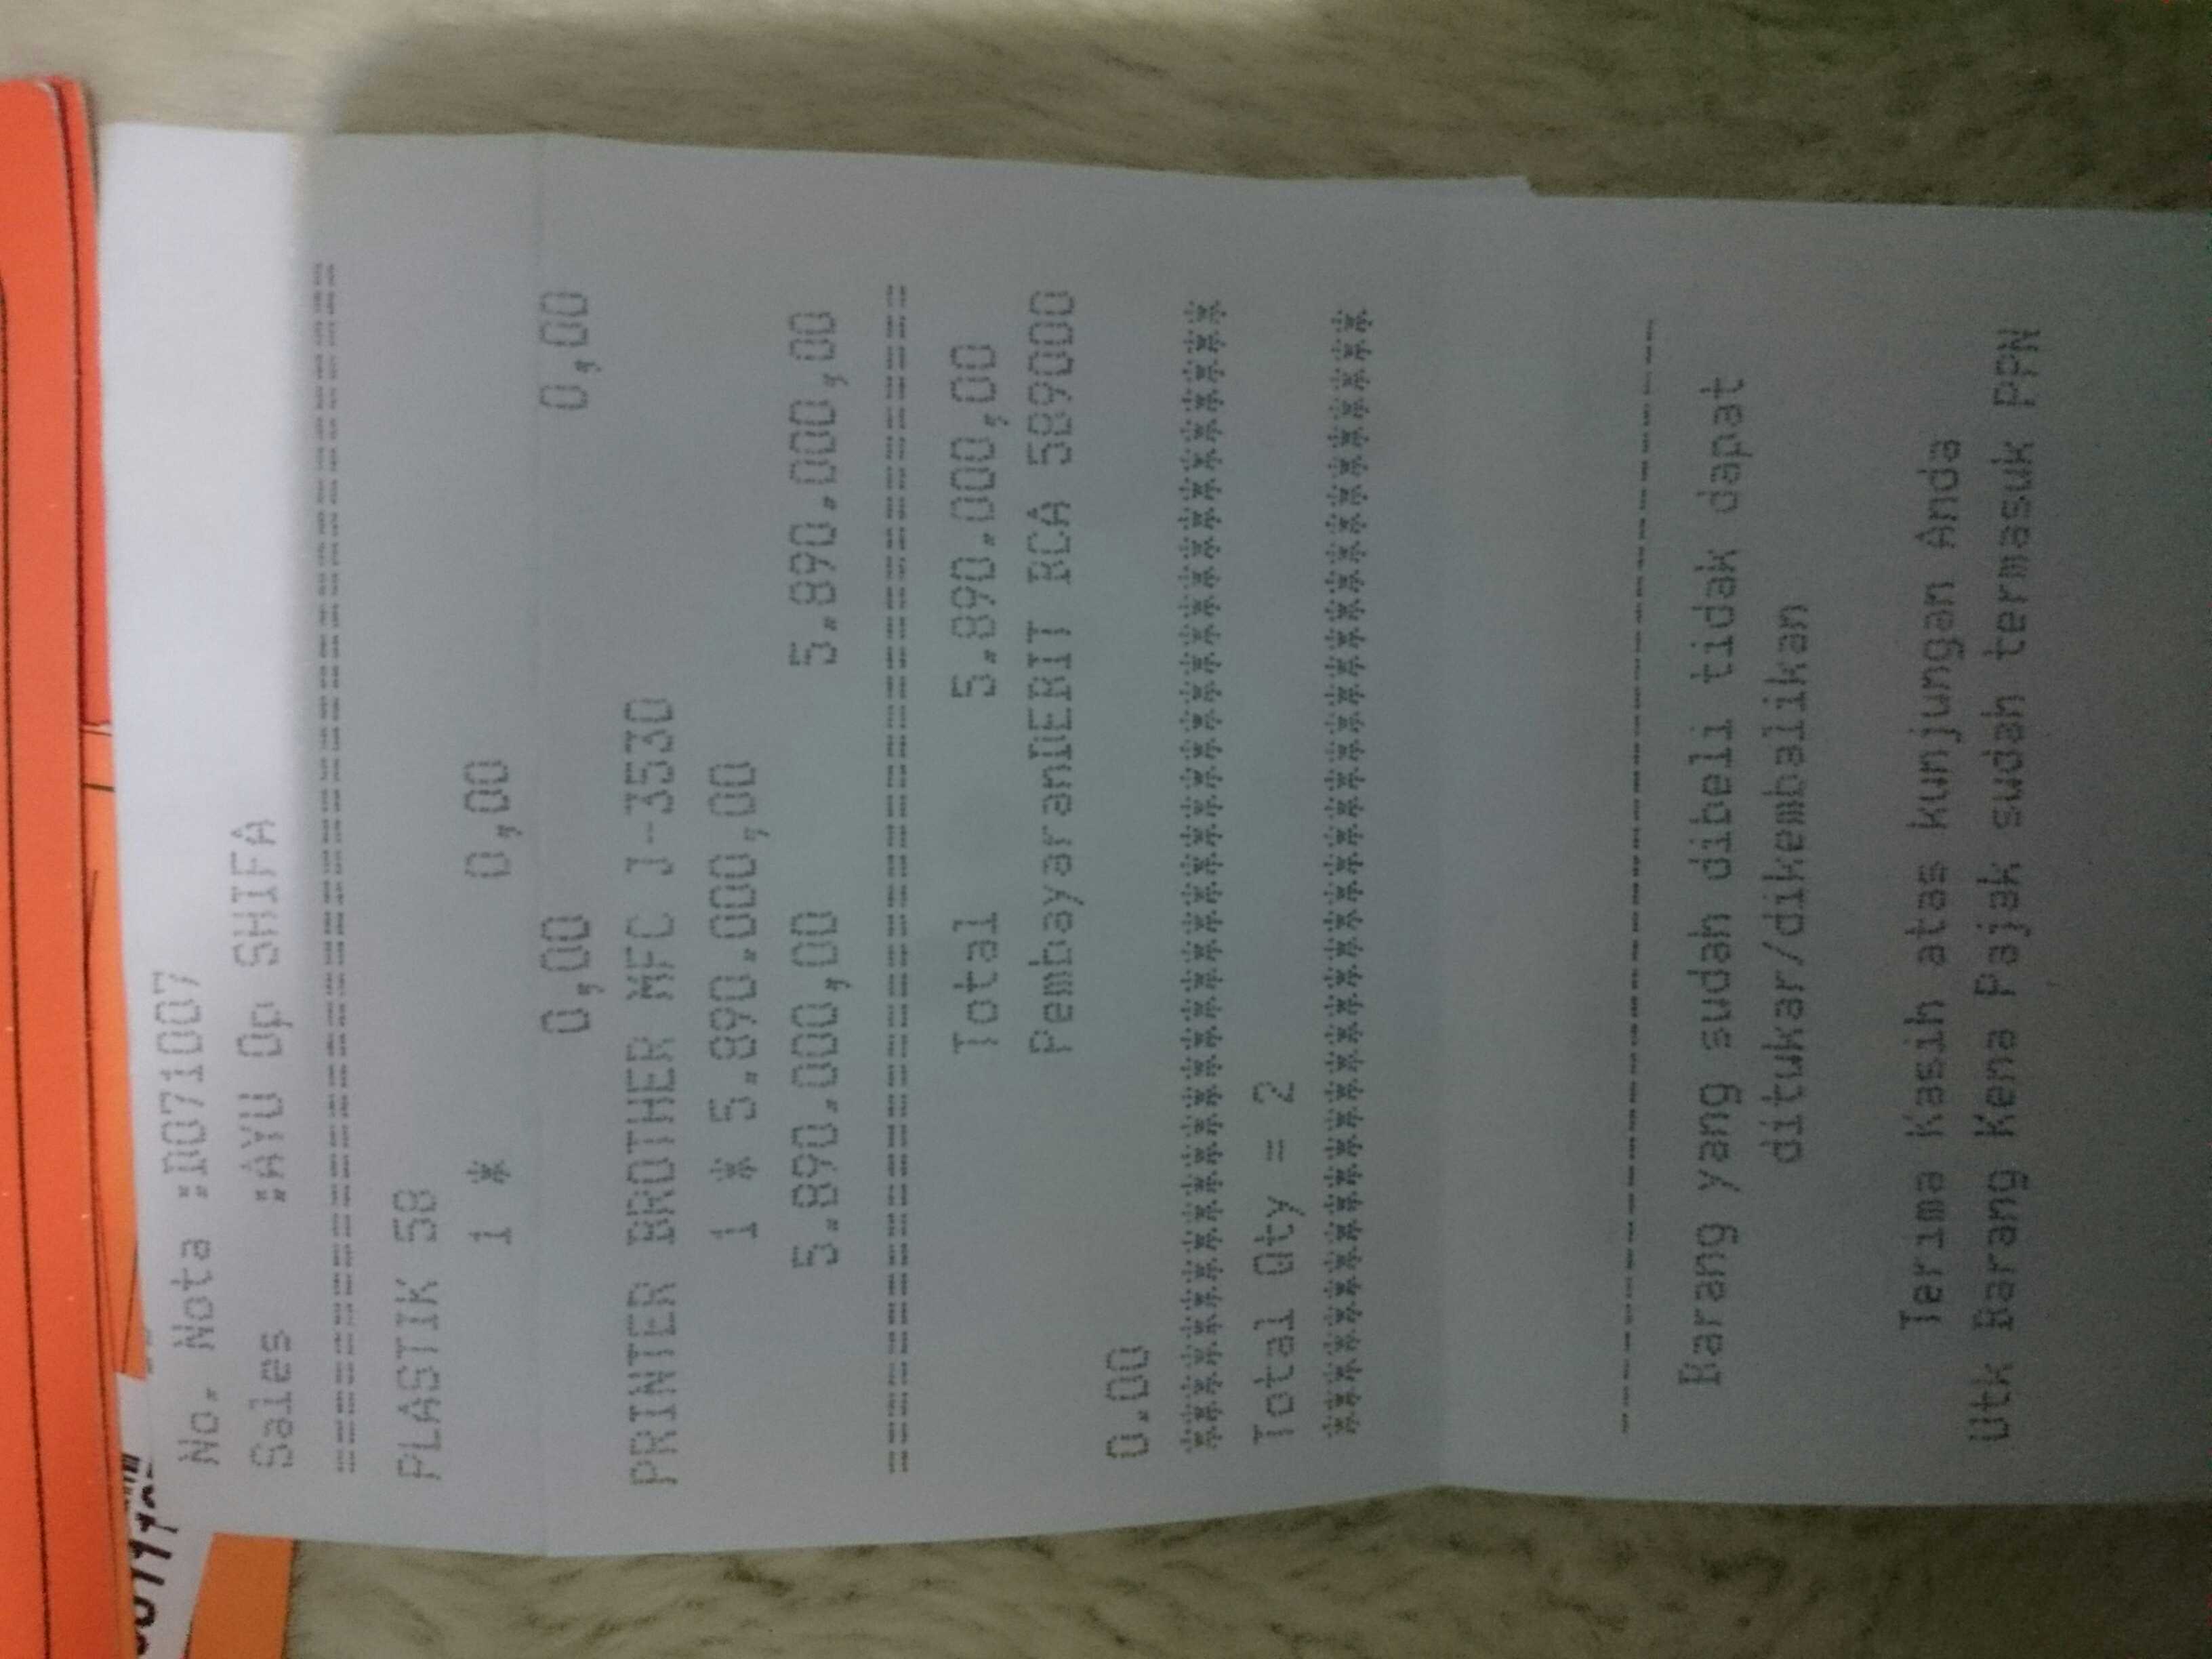 No. Nota :D071007
Sales :AYU Op SHIFA
========================================
PLASTIK 58
1 * 0,00
0,00 0,00
PRINTER BROTHER MFC J-3530
1 * 5.890.000,00
5.890.000,00 5.890.000,00
========================================
Total 5.890.000,00
PembayaranDEBIT BCA 589000
0.00
****************************************
Total Qty = 2
****************************************
----------------------------------------
Barang yang sudah dibeli tidak dapat
ditukar/dikembalikan
Terima Kasih atas kunjungan Anda
Utk Barang Kena Pajak sudah termasuk PPN